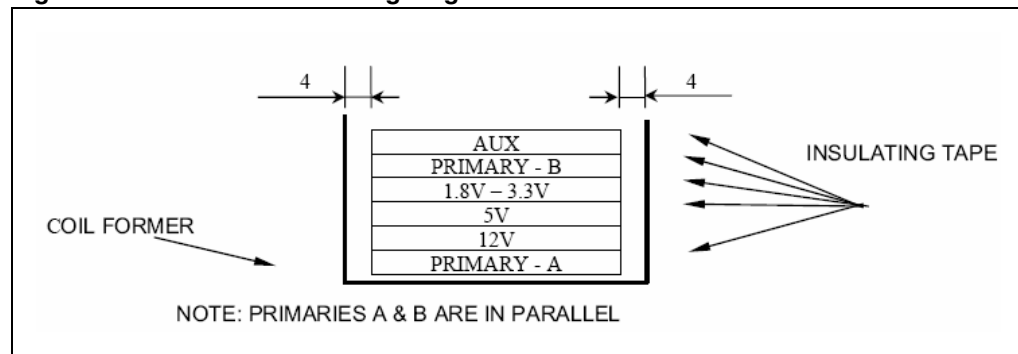 4
4
AUX
PRIMARY - B
1.8V – 3.3V
5V
12V
PRIMARY - A
INSULATING TAPE
COIL FORMER
NOTE: PRIMARIES A & B ARE IN PARALLEL